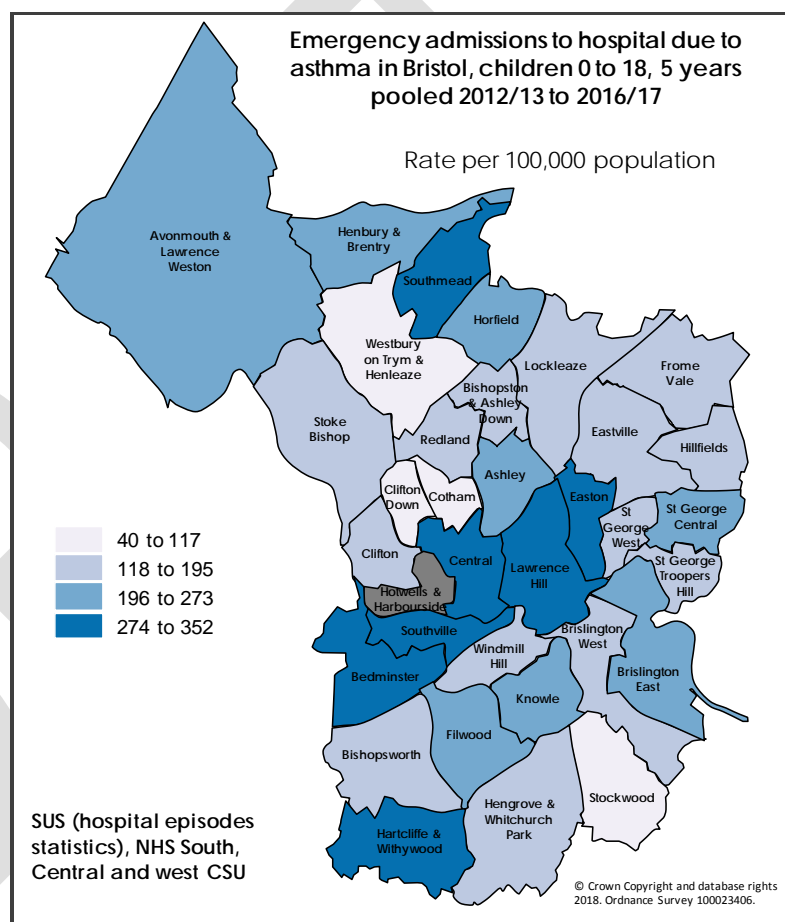 Emergency admissions to hospital due to
asthma in Bristol, children 0 to 18, 5 years
pooled 2012/13 to 2016/17
Rate per 100,000 population
Avonmouth &
Lawrence
Weston
Henbury &
Brentry
Southmead
Horfield
Westbury
on Trym &
Henleaze
Lockleaze
Frome
Vale
Bishopston
& Ashley
Down
Stoke
Bishop
Redland
Eastville
Hillfields
Ashley
Clifton
Down
Cotham
Easton
St George
Central
St
George
West
Clifton
Central
Lawrence
Hill
St George
Troopers
Hill
Hotwells &
Harbourside
Southville
Windmill
Hill
Brislington
West
Bedminster
Brislington
East
Knowle
Filwood
Bishopsworth
Stockwood
Hengrove &
Whitchurch
Park
Hartcliffe &
Withywood
40 to 117
118 to 195
196 to 273
274 to 352
SUS (hospital episodes
statistics), NHS South,
Central and west CSU
© Crown Copyright and database rights
2018. Ordnance Survey 100023406.